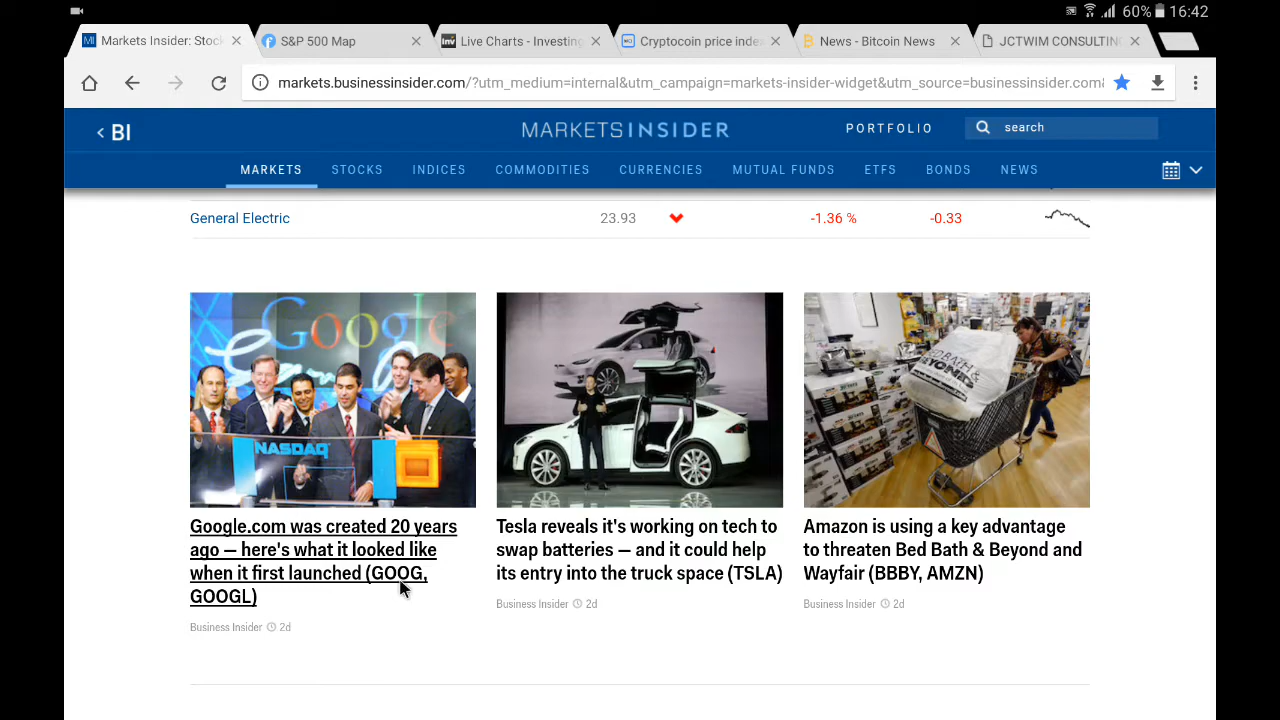 60% 16:42
Markets Insider: Stoc
S&P 500 Map
Inv Live Charts - Investing
Cryptocoin price inde
News - Bitcoin News
JCTWIM CONSULTIN
markets.businessinsider.com/?utm_medium=internal&utm_campaign=markets-insider-widget&utm_source=businessinsider.com&
< BI
MARKETS INSIDER
PORTFOLIO
search
MARKETS STOCKS INDICES COMMODITIES CURRENCIES MUTUAL FUNDS ETFS BONDS NEWS
General Electric 23.93 -1.36 % -0.33
Google
NASDAQ
BED BATH &
BEYOND
Google.com was created 20 years
ago — here's what it looked like
when it first launched (GOOG,
GOOGL)
Business Insider 2d
Tesla reveals it's working on tech to
swap batteries — and it could help
its entry into the truck space (TSLA)
Business Insider 2d
Amazon is using a key advantage
to threaten Bed Bath & Beyond and
Wayfair (BBBY, AMZN)
Business Insider 2d